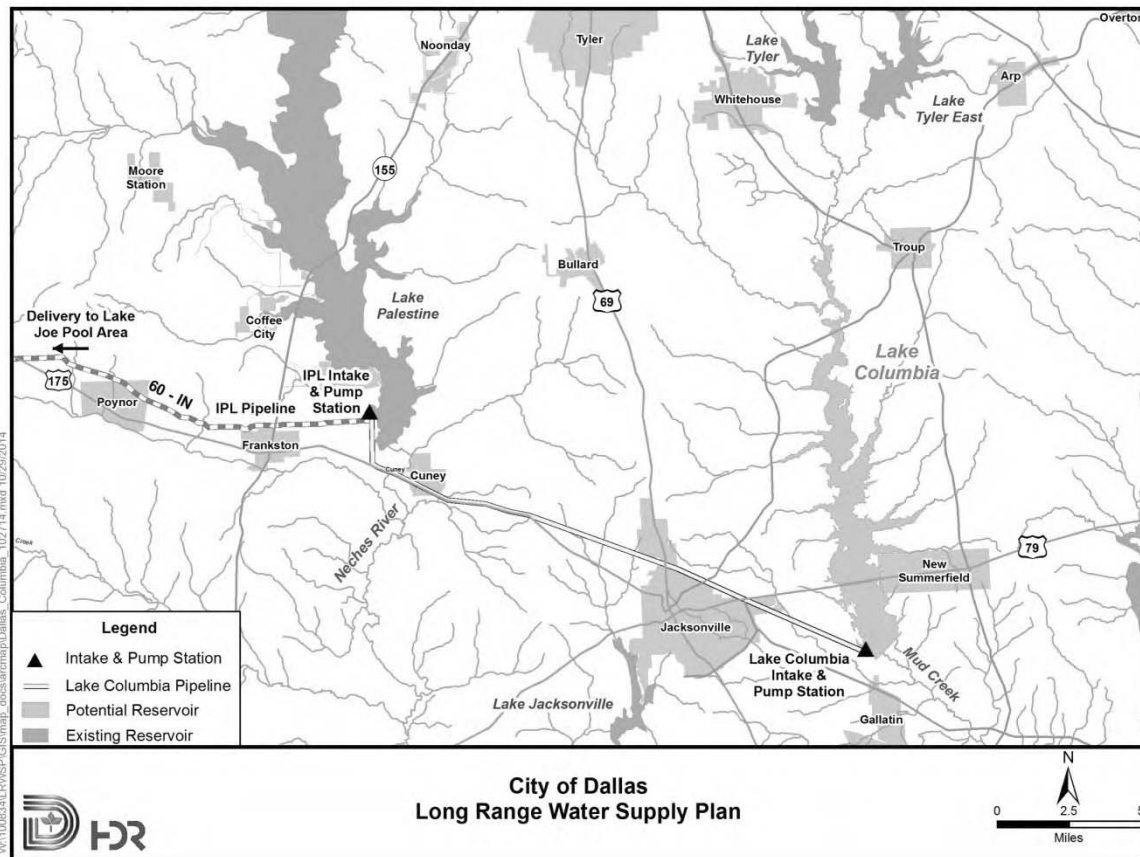 Overton
Tyler
Noonday
Lake
Tyler
Arp
Whitehouse
Lake
Tyler East
Moore
Station
155
Troup
Bullard
69
Lake
Palestine
Delivery to Lake
Joe Pool Area
Coffee
City
Lake
Columbia
IPL Intake
& Pump
Station
175
60 - IN
Poynor
IPL Pipeline
Frankston
Cuney
Cuney
Neches River
Creek
79
New
Summerfield
Jacksonville
Lake Columbia
Intake &
Pump Station
Mud Creek
Lake Jacksonville
Gallatin
Legend
Intake & Pump Station
Lake Columbia Pipeline
Potential Reservoir
Existing Reservoir
City of Dallas
Long Range Water Supply Plan
HDR
N
0 2.5 5
Miles